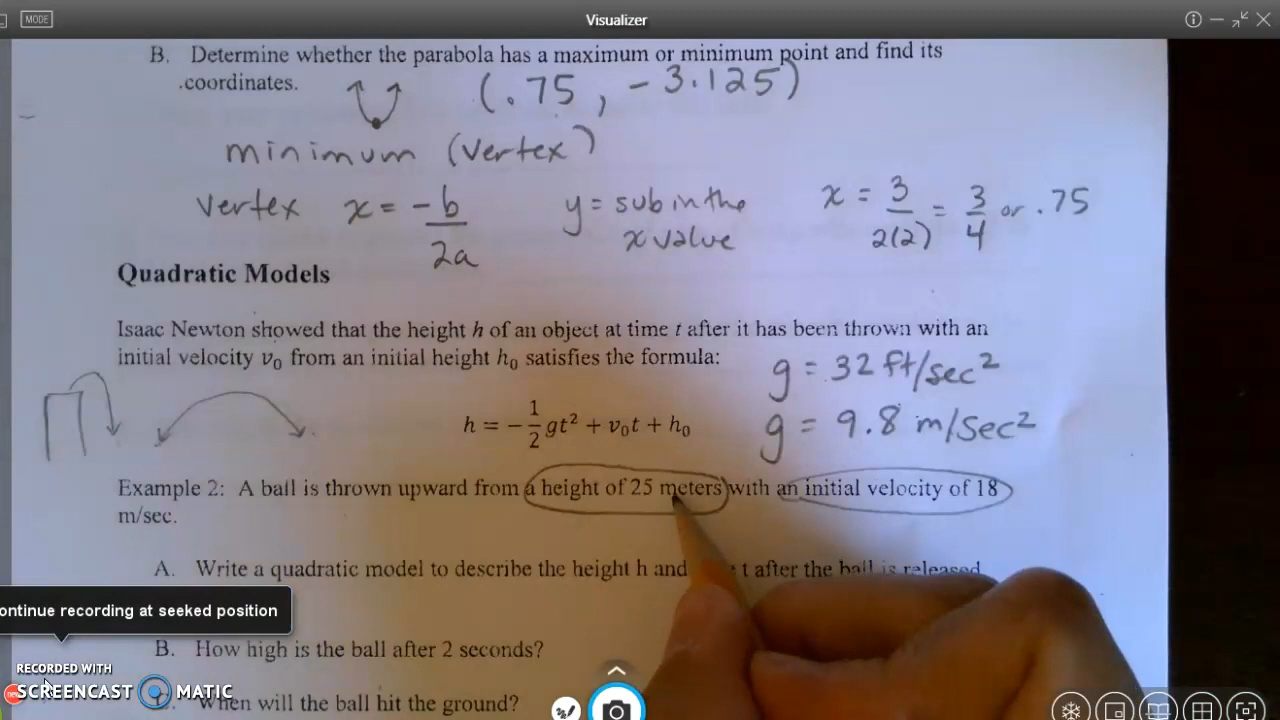 MODE
Visualizer
B. Determine whether the parabola has a maximum or minimum point and find its
.coordinates.
(.75, -3.125)
minimum (vertex)
vertex x = -b/2a y = sub in the x value x = 3/2(2) = 3/4 or .75
Quadratic Models
Isaac Newton showed that the height h of an object at time t after it has been thrown with an
initial velocity v₀ from an initial height h₀ satisfies the formula:
g = 32 ft/sec²
h = -1/2 gt² + v₀t + h₀
g = 9.8 m/sec²
Example 2: A ball is thrown upward from a height of 25 meters with an initial velocity of 18
m/sec.
A. Write a quadratic model to describe the height h and t after the ball is released
ontinue recording at seeked position
B. How high is the ball after 2 seconds?
RECORDED WITH
SCREENCAST MATIC
When will the ball hit the ground?